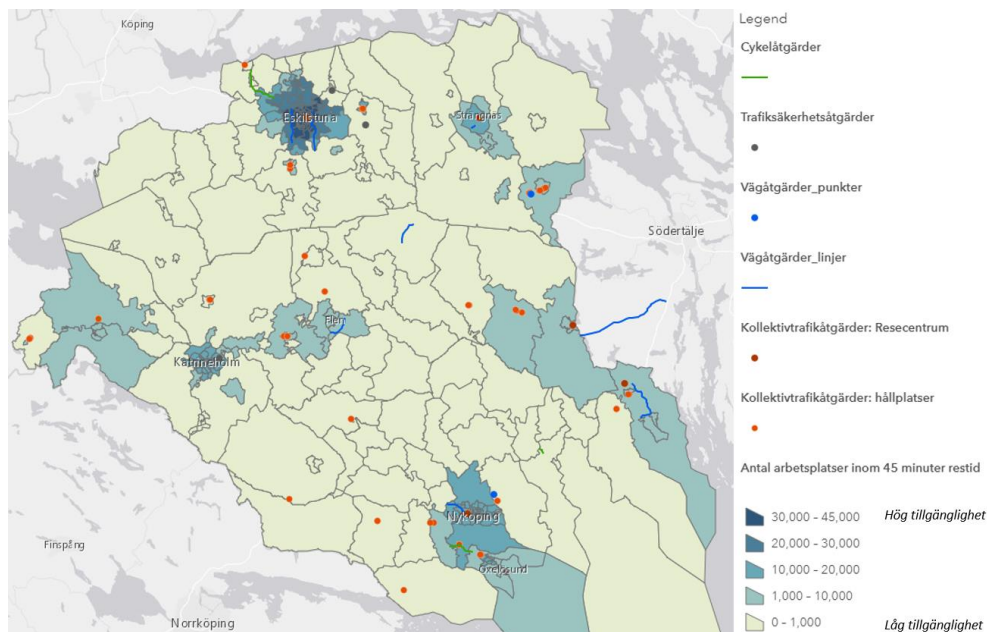 Köping
Eskilstuna
Strängnäs
Södertälje
Flen
Katrineholm
Nyköping
Oxelösund
Finspång
Norrköping
Legend
Cykelåtgärder
Trafiksäkerhetsåtgärder
Vägåtgärder_punkter
Vägåtgärder_linjer
Kollektivtrafikåtgärder: Resecentrum
Kollektivtrafikåtgärder: hållplatser
Antal arbetsplatser inom 45 minuter restid
30,000 - 45,000 Hög tillgänglighet
20,000 - 30,000
10,000 - 20,000
1,000 - 10,000
0 - 1,000 Låg tillgänglighet